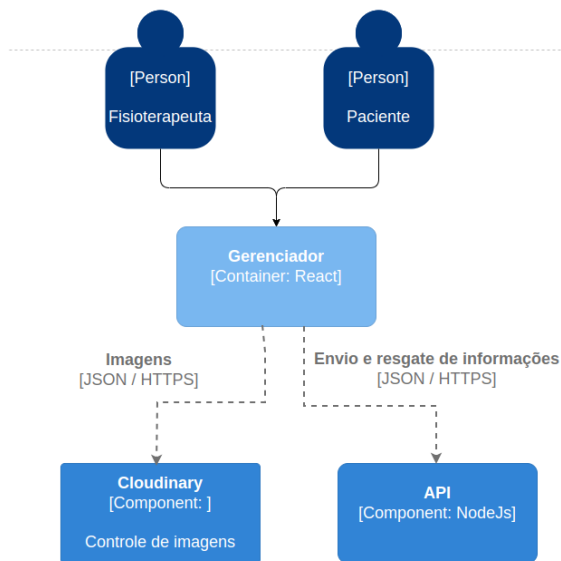 [Person]
Fisioterapeuta
[Person]
Paciente
Gerenciador
[Container: React]
Imagens
[JSON / HTTPS]
Envio e resgate de informações
[JSON / HTTPS]
Cloudinary
[Component: ]
Controle de imagens
API
[Component: NodeJs]